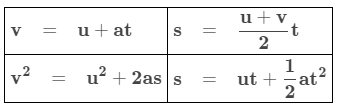 v = u + at
s = (u + v)/2 t
v² = u² + 2as
s = ut + 1/2 at²